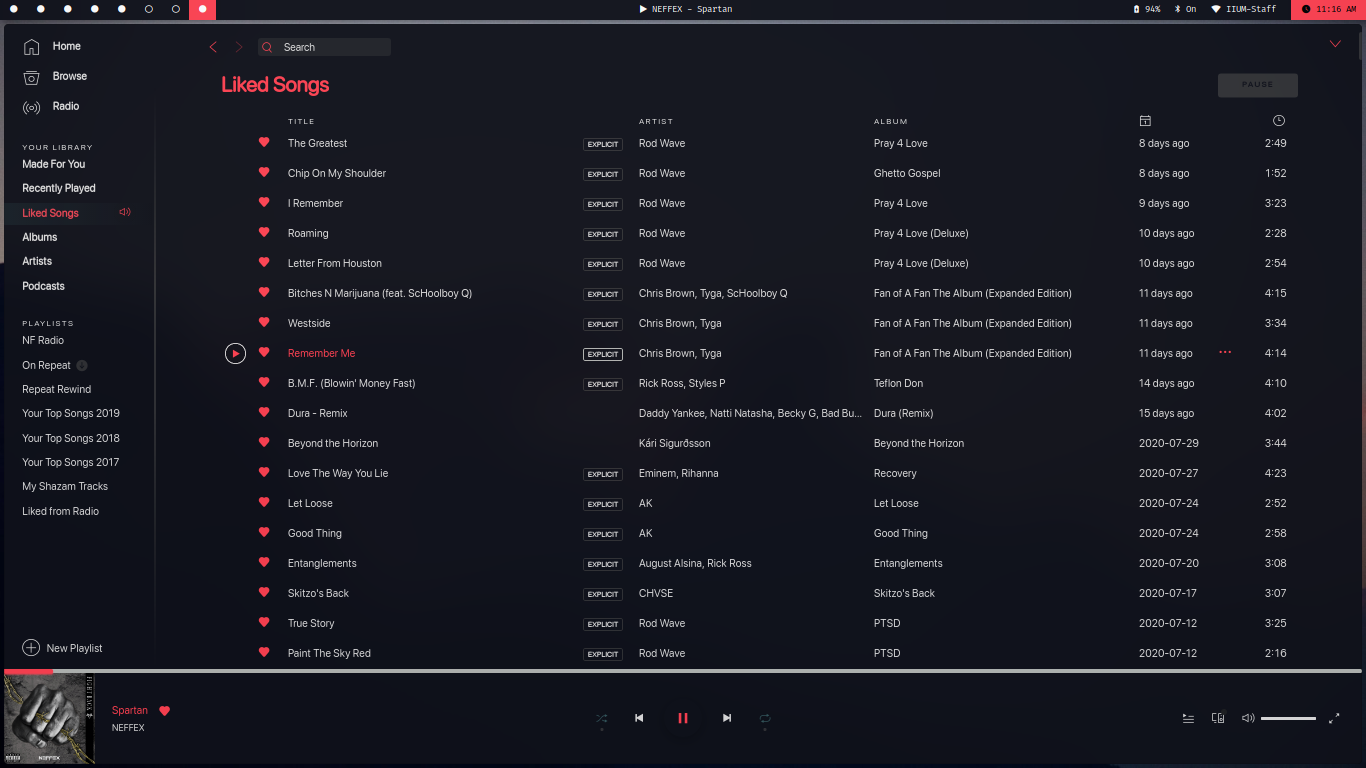 NEFFEX - Spartan
94%
On
IIUM-Staff
11:16 AM
Home
Browse
Radio
YOUR LIBRARY
Made For You
Recently Played
Liked Songs
Albums
Artists
Podcasts
PLAYLISTS
NF Radio
On Repeat
Repeat Rewind
Your Top Songs 2019
Your Top Songs 2018
Your Top Songs 2017
My Shazam Tracks
Liked from Radio
New Playlist
Search
Liked Songs
PAUSE
TITLE ARTIST ALBUM
The Greatest EXPLICIT Rod Wave Pray 4 Love 8 days ago 2:49
Chip On My Shoulder EXPLICIT Rod Wave Ghetto Gospel 8 days ago 1:52
I Remember EXPLICIT Rod Wave Pray 4 Love 9 days ago 3:23
Roaming EXPLICIT Rod Wave Pray 4 Love (Deluxe) 10 days ago 2:28
Letter From Houston EXPLICIT Rod Wave Pray 4 Love (Deluxe) 10 days ago 2:54
Bitches N Marijuana (feat. ScHoolboy Q) EXPLICIT Chris Brown, Tyga, ScHoolboy Q Fan of A Fan The Album (Expanded Edition) 11 days ago 4:15
Westside EXPLICIT Chris Brown, Tyga Fan of A Fan The Album (Expanded Edition) 11 days ago 3:34
Remember Me EXPLICIT Chris Brown, Tyga Fan of A Fan The Album (Expanded Edition) 11 days ago 4:14
B.M.F. (Blowin' Money Fast) EXPLICIT Rick Ross, Styles P Teflon Don 14 days ago 4:10
Dura - Remix Daddy Yankee, Natti Natasha, Becky G, Bad Bu... Dura (Remix) 15 days ago 4:02
Beyond the Horizon Kári Sigurðsson Beyond the Horizon 2020-07-29 3:44
Love The Way You Lie EXPLICIT Eminem, Rihanna Recovery 2020-07-27 4:23
Let Loose EXPLICIT AK Let Loose 2020-07-24 2:52
Good Thing EXPLICIT AK Good Thing 2020-07-24 2:58
Entanglements EXPLICIT August Alsina, Rick Ross Entanglements 2020-07-20 3:08
Skitzo's Back EXPLICIT CHVSE Skitzo's Back 2020-07-17 3:07
True Story EXPLICIT Rod Wave PTSD 2020-07-12 3:25
Paint The Sky Red EXPLICIT Rod Wave PTSD 2020-07-12 2:16
FIGHT BACK
NEFFEX
Spartan
NEFFEX